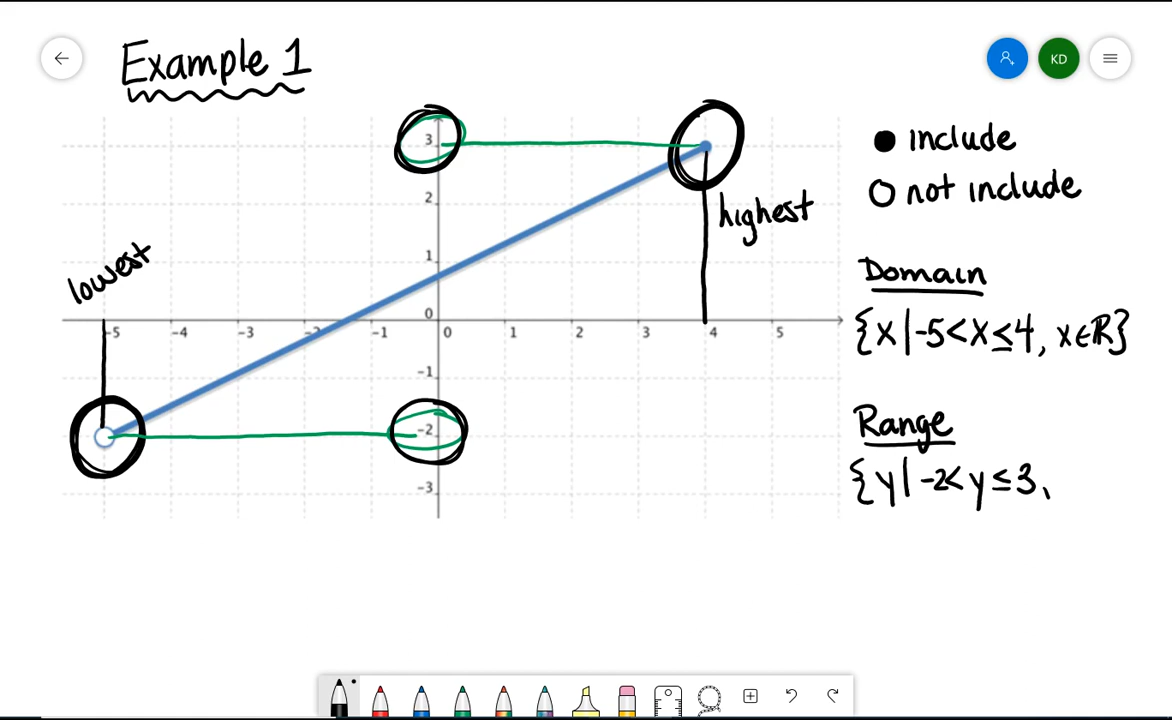 Example 1
KD
● include
○ not include
highest
lowest
Domain
{x|-5<x≤4, x∈ℝ}
Range
{y|-2<y≤3,
3
2
1
0
-5 -4 -3 -2 -1 0 1 2 3 4 5
-1
-2
-3